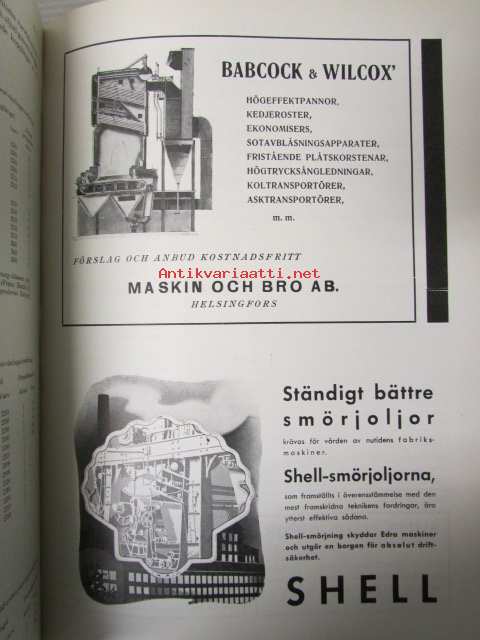 BABCOCK & WILCOX'
HÖGEFFEKTPANNOR,
KEDJEROSTER,
EKONOMISERS,
SOTAVBLÅSNINGSAPPARATER,
FRISTÅENDE PLÅTSKORSTENAR,
HÖGTRYCKSÅNGLEDNINGAR,
KOLTRANSPORTÖRER,
ASKTRANSPORTÖRER,
m. m.
FÖRSLAG OCH ANBUD KOSTNADSFRITT
Antikvariaatti.net
MASKIN OCH BRO AB.
HELSINGFORS
Ständigt bättre
smörjoljor
krävas för vården av nutidens fabriks-
maskiner.
Shell-smörjoljorna,
som framställts i överensstämmelse med den
mest framskridna teknikens fordringar, äro
ytterst effektiva sådana.
Shell-smörjning skyddar Edra maskiner
och utgör en borgen för absolut drift-
säkerhet.
SHELL